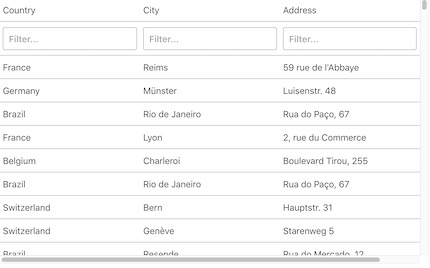 Country City Address
Filter... Filter... Filter...
France Reims 59 rue de l'Abbaye
Germany Münster Luisenstr. 48
Brazil Rio de Janeiro Rua do Paço, 67
France Lyon 2, rue du Commerce
Belgium Charleroi Boulevard Tirou, 255
Brazil Rio de Janeiro Rua do Paço, 67
Switzerland Bern Hauptstr. 31
Switzerland Genève Starenweg 5
Brazil Resende Rua do Mercado, 12